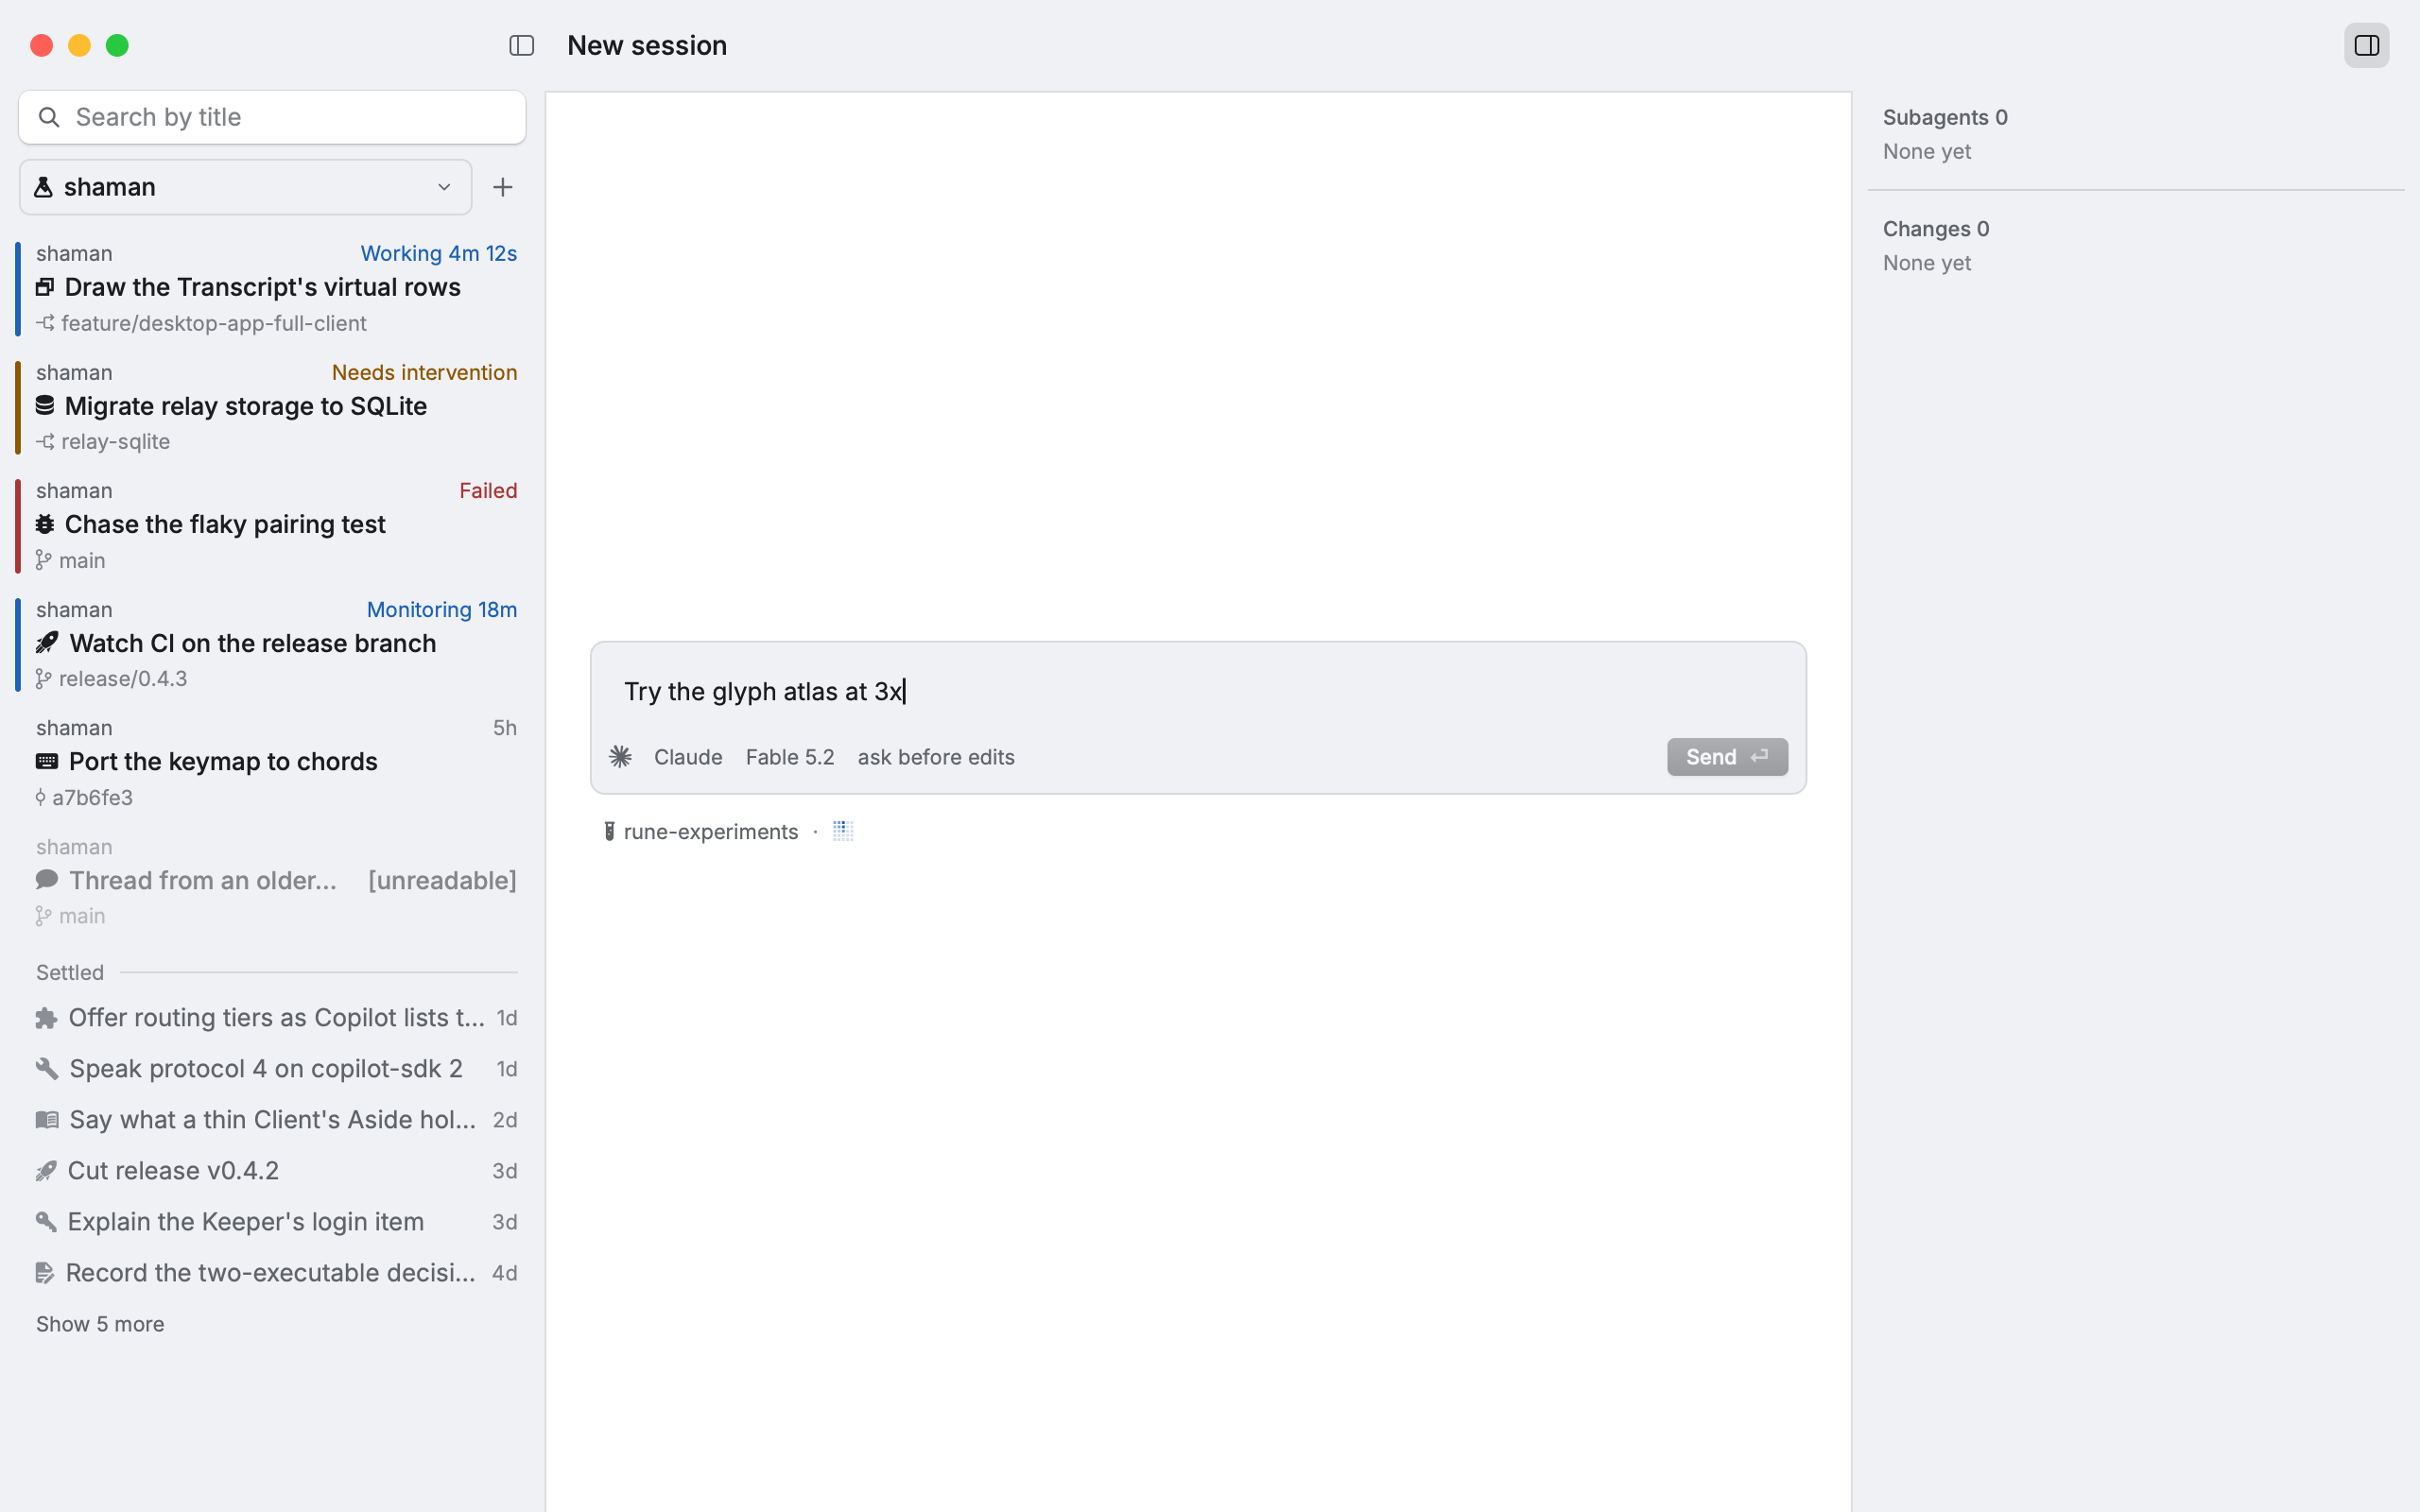 New session
Search by title
shaman
shaman Working 4m 12s
Draw the Transcript's virtual rows
feature/desktop-app-full-client
shaman Needs intervention
Migrate relay storage to SQLite
relay-sqlite
shaman Failed
Chase the flaky pairing test
main
shaman Monitoring 18m
Watch CI on the release branch
release/0.4.3
shaman 5h
Port the keymap to chords
a7b6fe3
shaman
Thread from an older... [unreadable]
main
Settled
Offer routing tiers as Copilot lists t... 1d
Speak protocol 4 on copilot-sdk 2 1d
Say what a thin Client's Aside hol... 2d
Cut release v0.4.2 3d
Explain the Keeper's login item 3d
Record the two-executable decisi... 4d
Show 5 more
Try the glyph atlas at 3x
Claude Fable 5.2 ask before edits Send
rune-experiments ·
Subagents 0
None yet
Changes 0
None yet